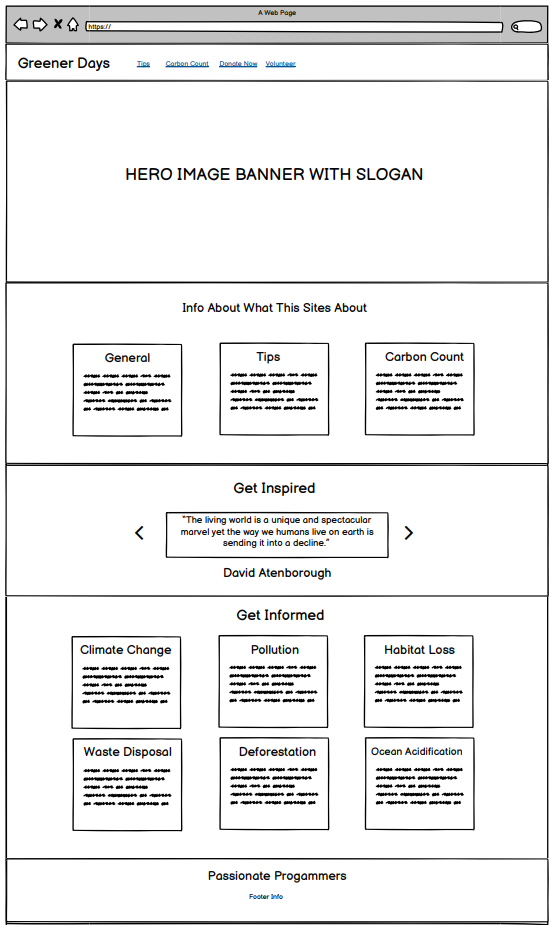 A Web Page
https://
Greener Days
Tips Carbon Count Donate Now Volunteer
HERO IMAGE BANNER WITH SLOGAN
Info About What This Sites About
General Tips Carbon Count
Get Inspired
"The living world is a unique and spectacular
marvel yet the way we humans live on earth is
sending it into a decline."
David Atenborough
Get Informed
Climate Change Pollution Habitat Loss
Waste Disposal Deforestation Ocean Acidification
Passionate Progammers
Footer Info